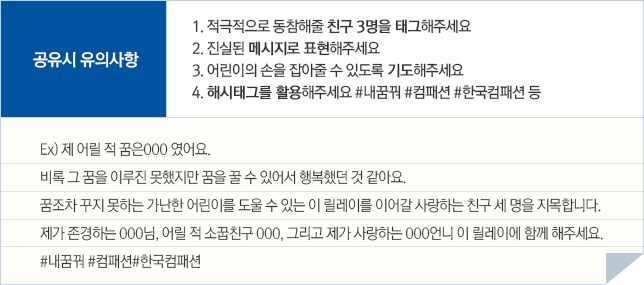 공유시 유의사항
1. 적극적으로 동참해줄 친구 3명을 태그해주세요
2. 진실된 메시지로 표현해주세요
3. 어린이의 손을 잡아줄 수 있도록 기도해주세요
4. 해시태그를 활용해주세요 #내꿈꿔 #컴패션 #한국컴패션 등
Ex) 제 어릴 적 꿈은000 였어요.
비록 그 꿈을 이루진 못했지만 꿈을 꿀 수 있어서 행복했던 것 같아요.
꿈조차 꾸지 못하는 가난한 어린이를 도울 수 있는 이 릴레이를 이어갈 사랑하는 친구 세 명을 지목합니다.
제가 존경하는 000님, 어릴 적 소꿉친구 000, 그리고 제가 사랑하는 000언니 이 릴레이에 함께 해주세요.
#내꿈꿔 #컴패션#한국컴패션